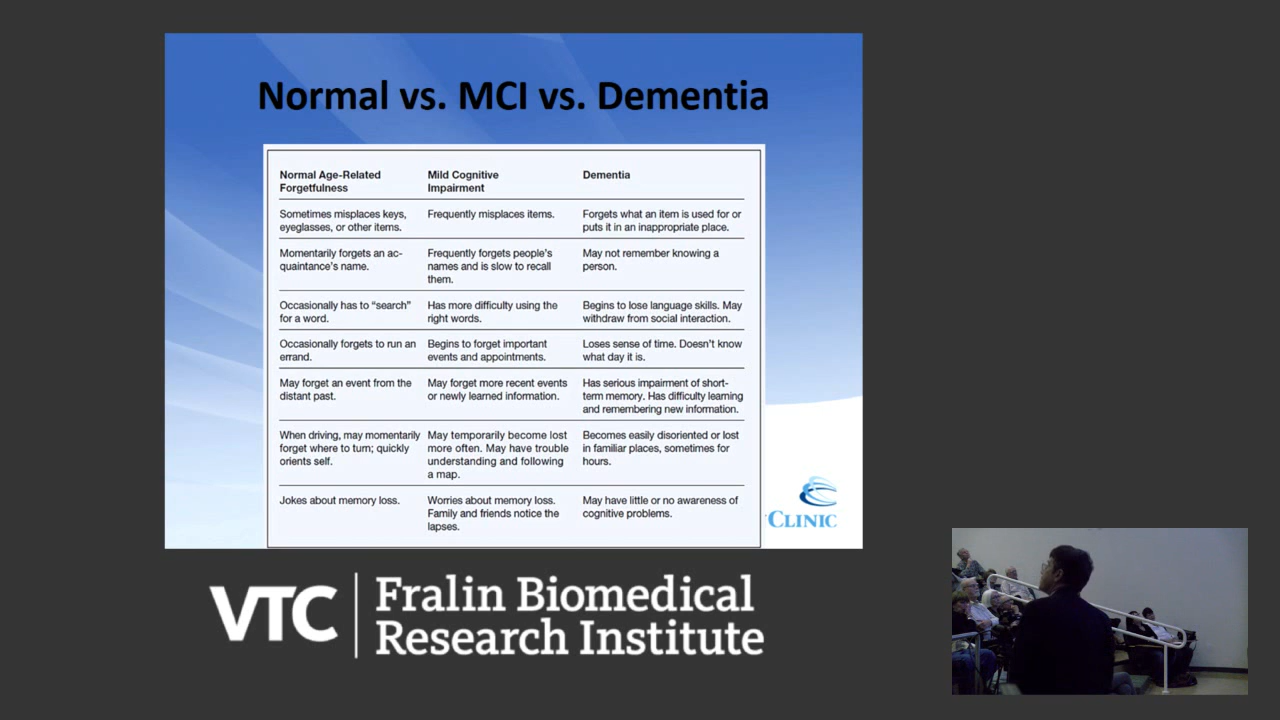 Normal vs. MCI vs. Dementia
Normal Age-Related
Forgetfulness
Mild Cognitive
Impairment
Dementia
Sometimes misplaces keys,
eyeglasses, or other items.
Frequently misplaces items.
Forgets what an item is used for or
puts it in an inappropriate place.
Momentarily forgets an ac-
quaintance's name.
Frequently forgets people's
names and is slow to recall
them.
May not remember knowing a
person.
Occasionally has to “search”
for a word.
Has more difficulty using the
right words.
Begins to lose language skills. May
withdraw from social interaction.
Occasionally forgets to run an
errand.
Begins to forget important
events and appointments.
Loses sense of time. Doesn't know
what day it is.
May forget an event from the
distant past.
May forget more recent events
or newly learned information.
Has serious impairment of short-
term memory. Has difficulty learning
and remembering new information.
When driving, may momentarily
forget where to turn; quickly
orients self.
May temporarily become lost
more often. May have trouble
understanding and following
a map.
Becomes easily disoriented or lost
in familiar places, sometimes for
hours.
Jokes about memory loss.
Worries about memory loss.
Family and friends notice the
lapses.
May have little or no awareness of
cognitive problems.
CLINIC
VTC
Fralin Biomedical
Research Institute